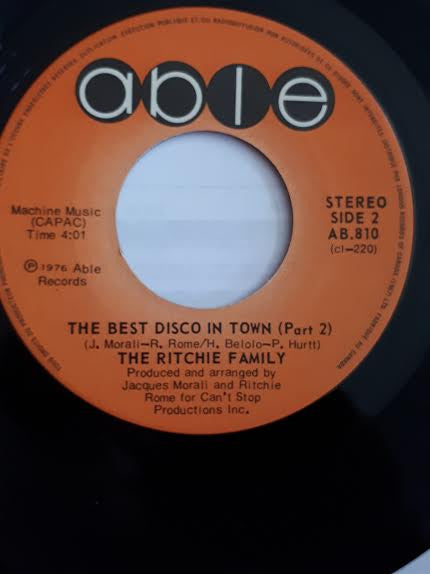 able
Machine Music
(CAPAC)
Time 4:01
Ⓟ 1976 Able
Records
STEREO
SIDE 2
AB.810
(cl-220)
THE BEST DISCO IN TOWN (Part 2)
(J. Morali-R. Rome/H. Belolo-P. Hurtt)
THE RITCHIE FAMILY
Produced and arranged by
Jacques Morali and Ritchie
Rome for Can't Stop
Productions Inc.